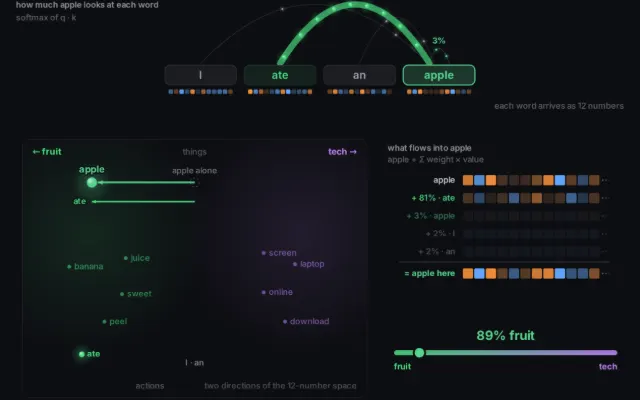 how much apple looks at each word
softmax of q · k
3%
I
ate
an
apple
each word arrives as 12 numbers
← fruit
things
tech →
apple
apple alone
ate
banana
juice
sweet
peel
ate
screen
laptop
online
download
I · an
actions
two directions of the 12-number space
what flows into apple
apple + Σ weight × value
apple
+ 81% · ate
+ 3% · apple
+ 2% · I
+ 2% · an
= apple here
89% fruit
fruit
tech